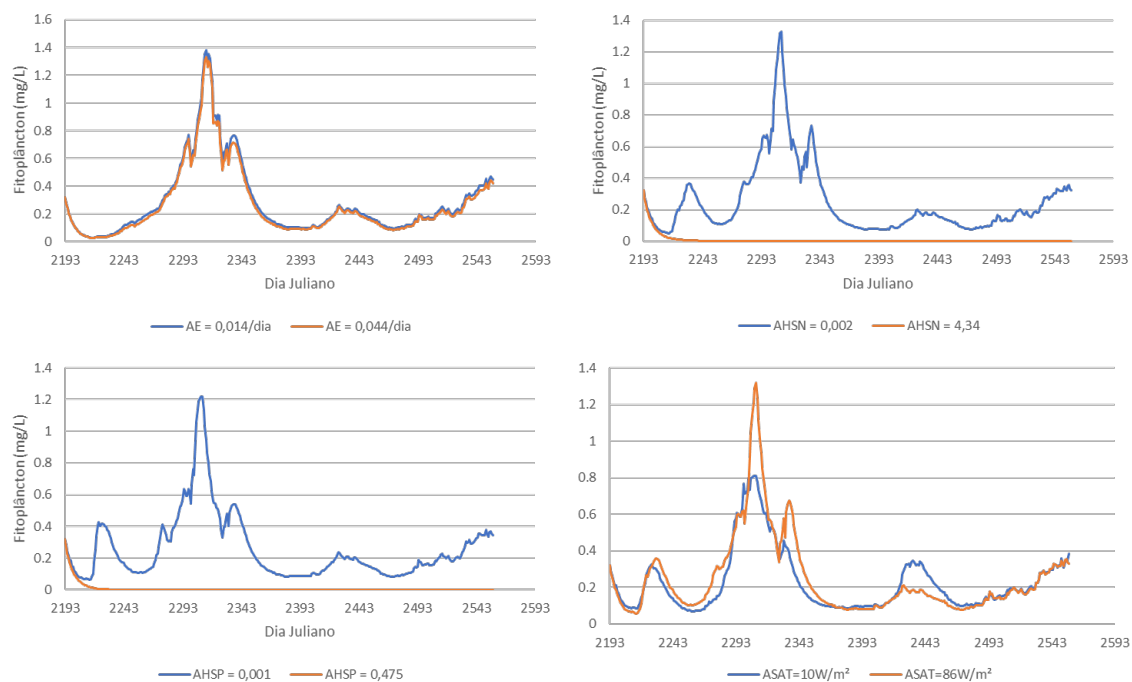 Fitoplâncton (mg/L)
1.6
1.4
1.2
1
0.8
0.6
0.4
0.2
0
2193 2243 2293 2343 2393 2443 2493 2543 2593
Dia Juliano
AE = 0,014/dia AE = 0,044/dia
Fitoplâncton (mg/L)
1.4
1.2
1
0.8
0.6
0.4
0.2
0
2193 2243 2293 2343 2393 2443 2493 2543 2593
Dia Juliano
AHSN = 0,002 AHSN = 4,34
Fitoplâncton (mg/L)
1.4
1.2
1
0.8
0.6
0.4
0.2
0
2193 2243 2293 2343 2393 2443 2493 2543 2593
Dia Juliano
AHSP = 0,001 AHSP = 0,475
1.4
1.2
1
0.8
0.6
0.4
0.2
0
2193 2243 2293 2343 2393 2443 2493 2543 2593
ASAT=10W/m² ASAT=86W/m²